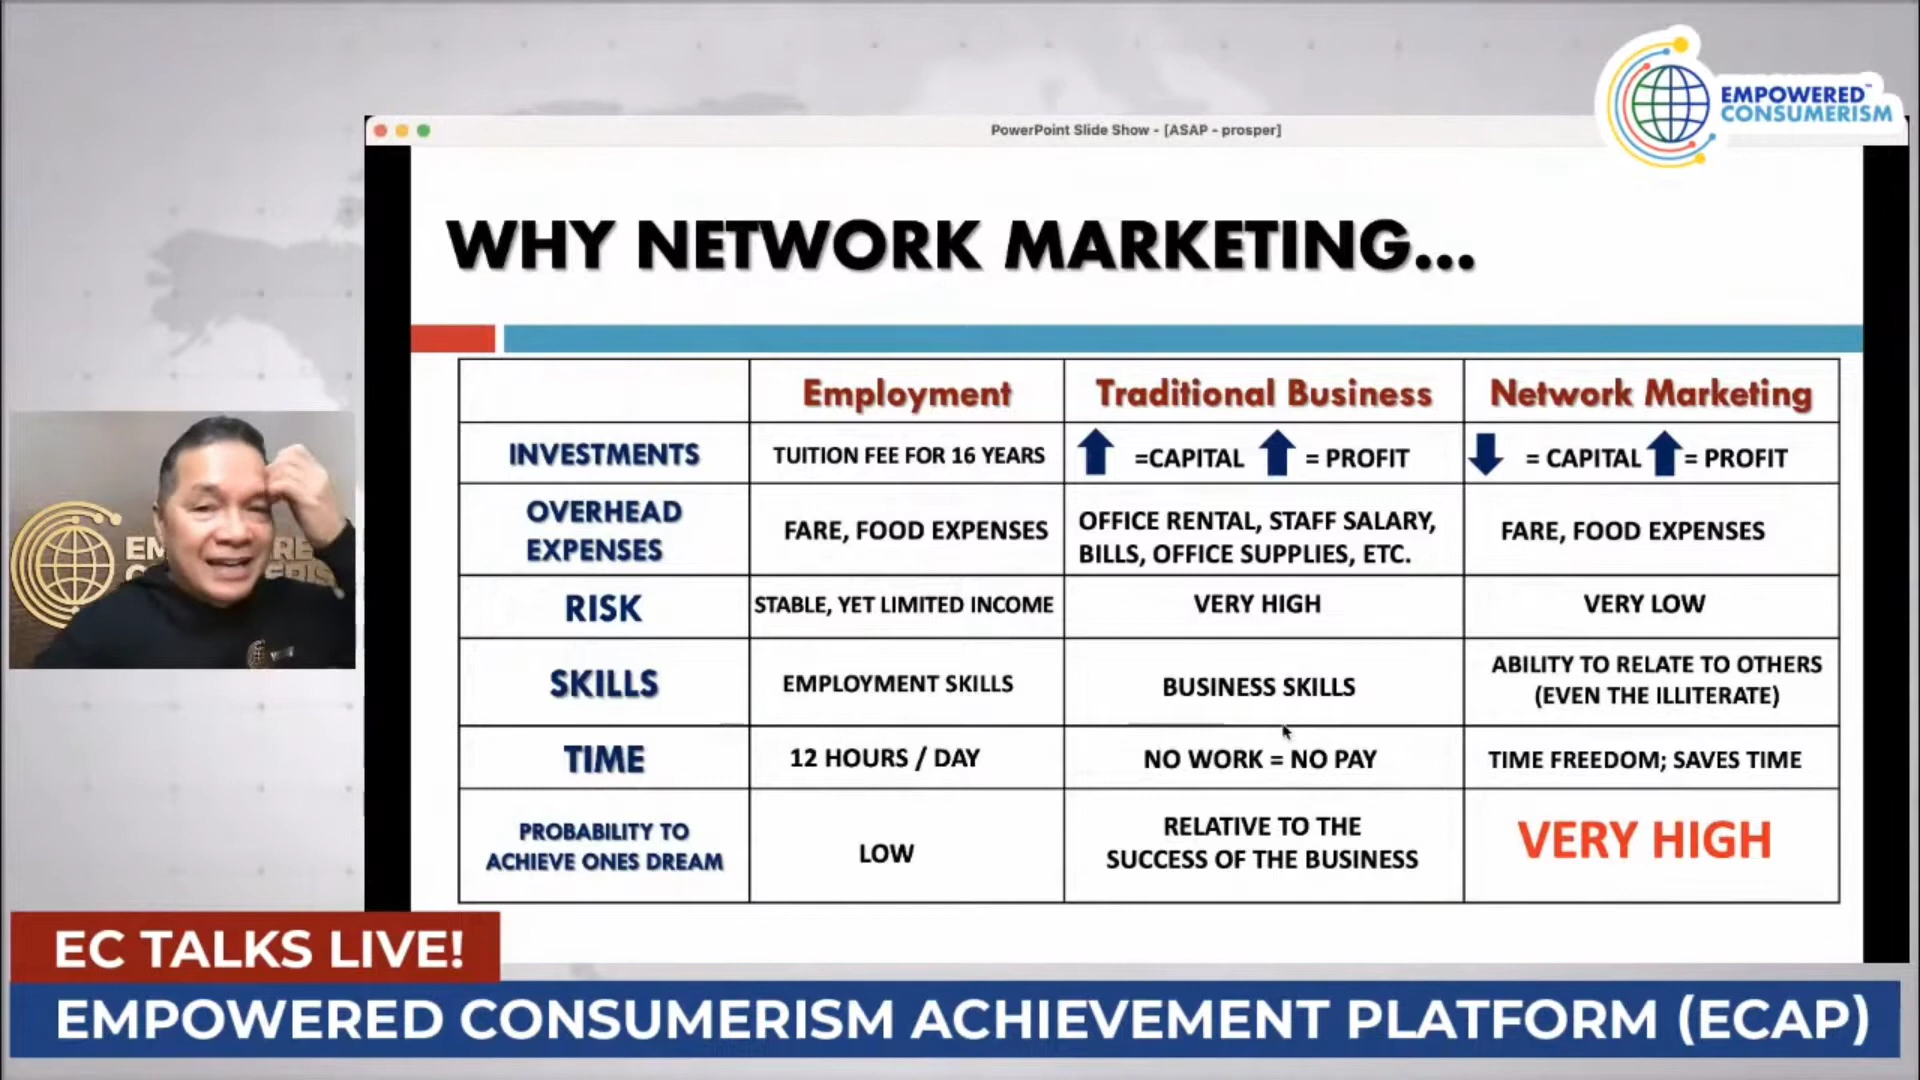 EMPOWERED™
CONSUMERISM
PowerPoint Slide Show - [ASAP - prosper]
WHY NETWORK MARKETING...
Employment
Traditional Business
Network Marketing
INVESTMENTS
TUITION FEE FOR 16 YEARS
=CAPITAL = PROFIT
= CAPITAL = PROFIT
OVERHEAD
EXPENSES
FARE, FOOD EXPENSES
OFFICE RENTAL, STAFF SALARY,
BILLS, OFFICE SUPPLIES, ETC.
FARE, FOOD EXPENSES
RISK
STABLE, YET LIMITED INCOME
VERY HIGH
VERY LOW
SKILLS
EMPLOYMENT SKILLS
BUSINESS SKILLS
ABILITY TO RELATE TO OTHERS
(EVEN THE ILLITERATE)
TIME
12 HOURS / DAY
NO WORK = NO PAY
TIME FREEDOM; SAVES TIME
PROBABILITY TO
ACHIEVE ONES DREAM
LOW
RELATIVE TO THE
SUCCESS OF THE BUSINESS
VERY HIGH
EC TALKS LIVE!
EMPOWERED CONSUMERISM ACHIEVEMENT PLATFORM (ECAP)